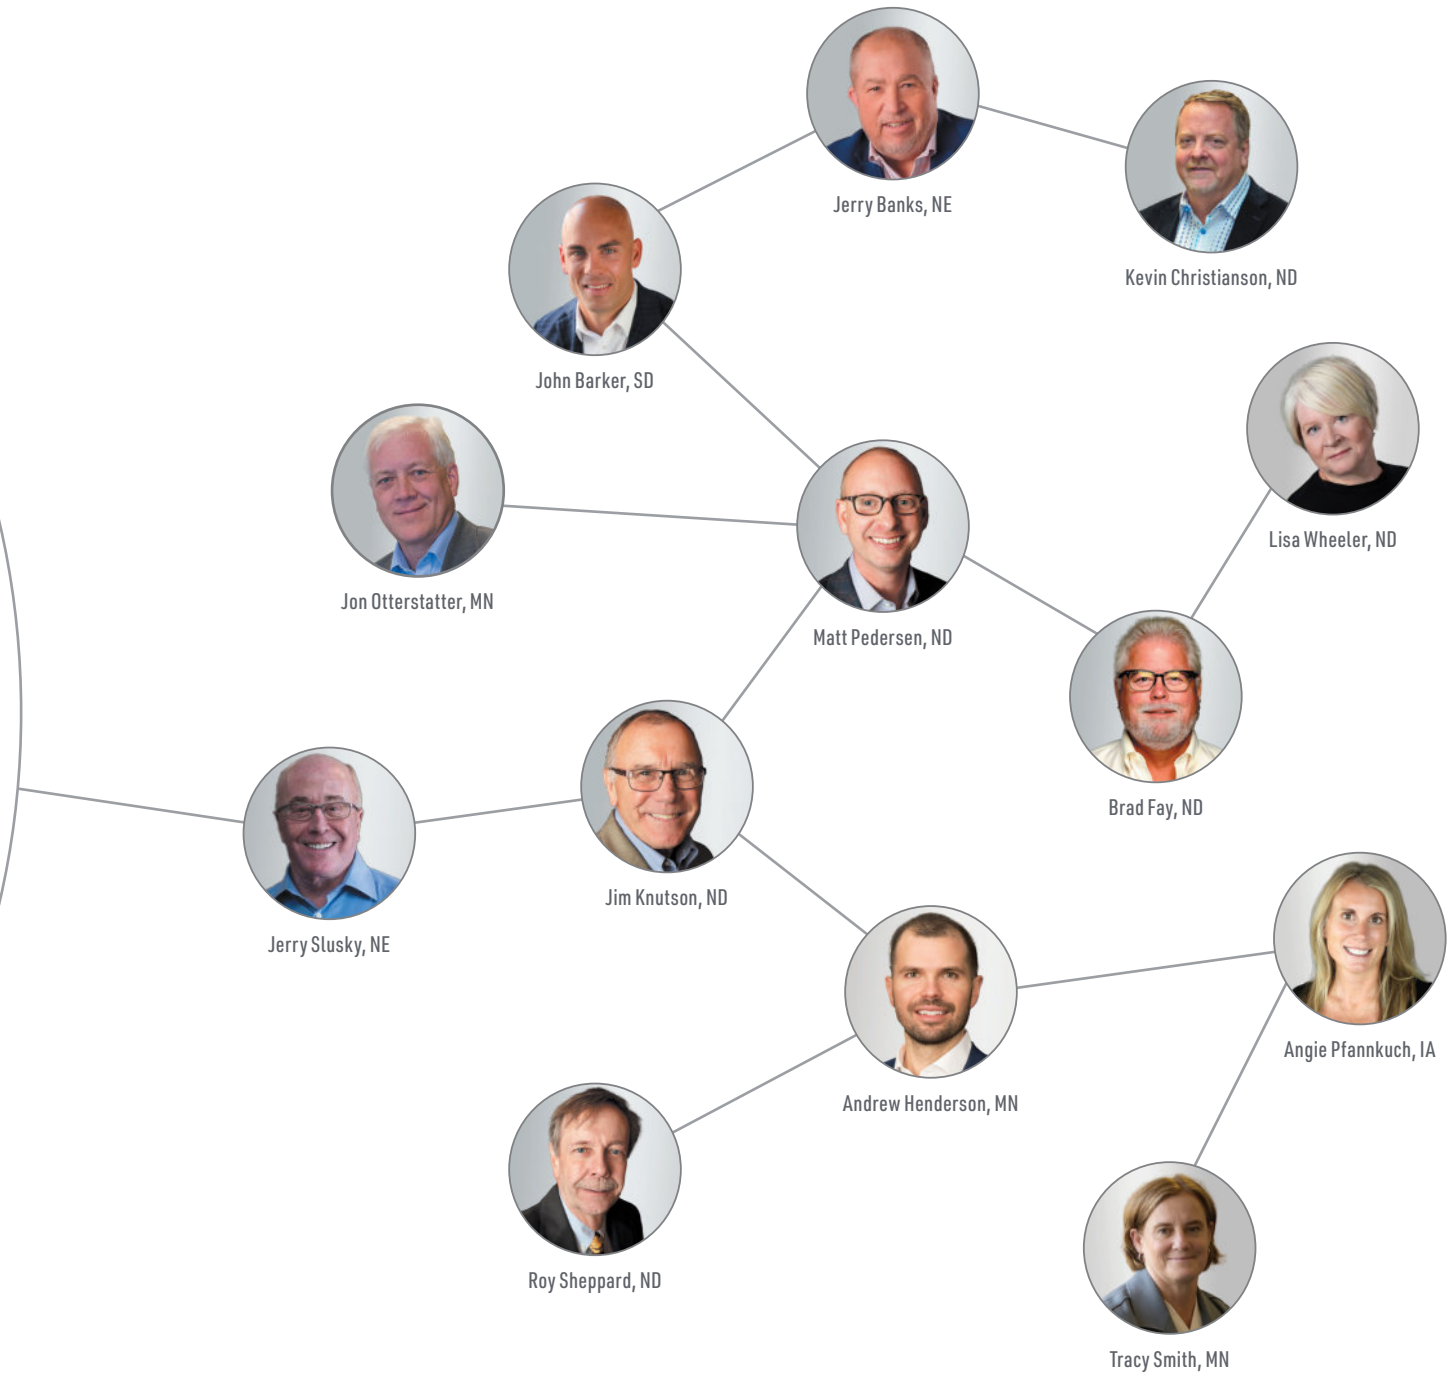 Jerry Banks, NE
Kevin Christianson, ND
John Barker, SD
Lisa Wheeler, ND
Jon Otterstatter, MN
Matt Pedersen, ND
Brad Fay, ND
Jim Knutson, ND
Jerry Slusky, NE
Angie Pfannkuch, IA
Andrew Henderson, MN
Roy Sheppard, ND
Tracy Smith, MN